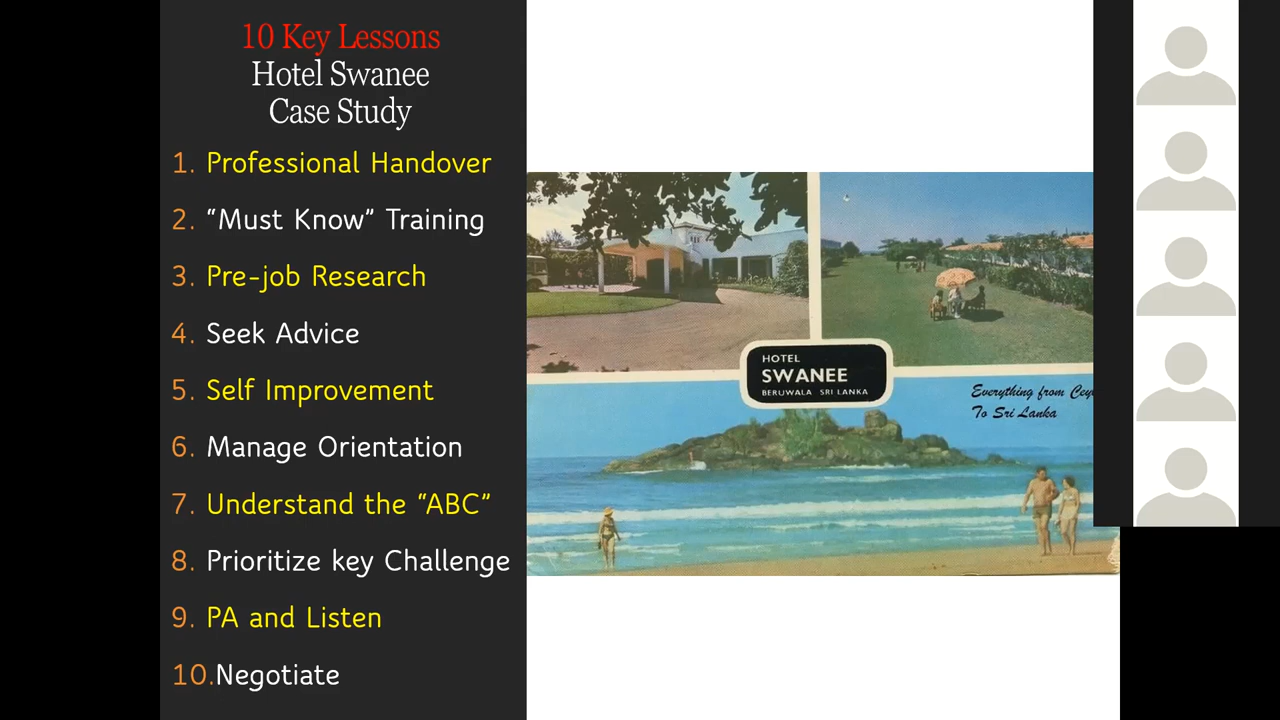 10 Key Lessons
Hotel Swanee
Case Study
1. Professional Handover
2. “Must Know” Training
3. Pre-job Research
4. Seek Advice
5. Self Improvement
6. Manage Orientation
7. Understand the “ABC”
8. Prioritize key Challenge
9. PA and Listen
10.Negotiate
HOTEL
SWANEE
BERUWALA SRI LANKA
Everything from
To Sri Lanka